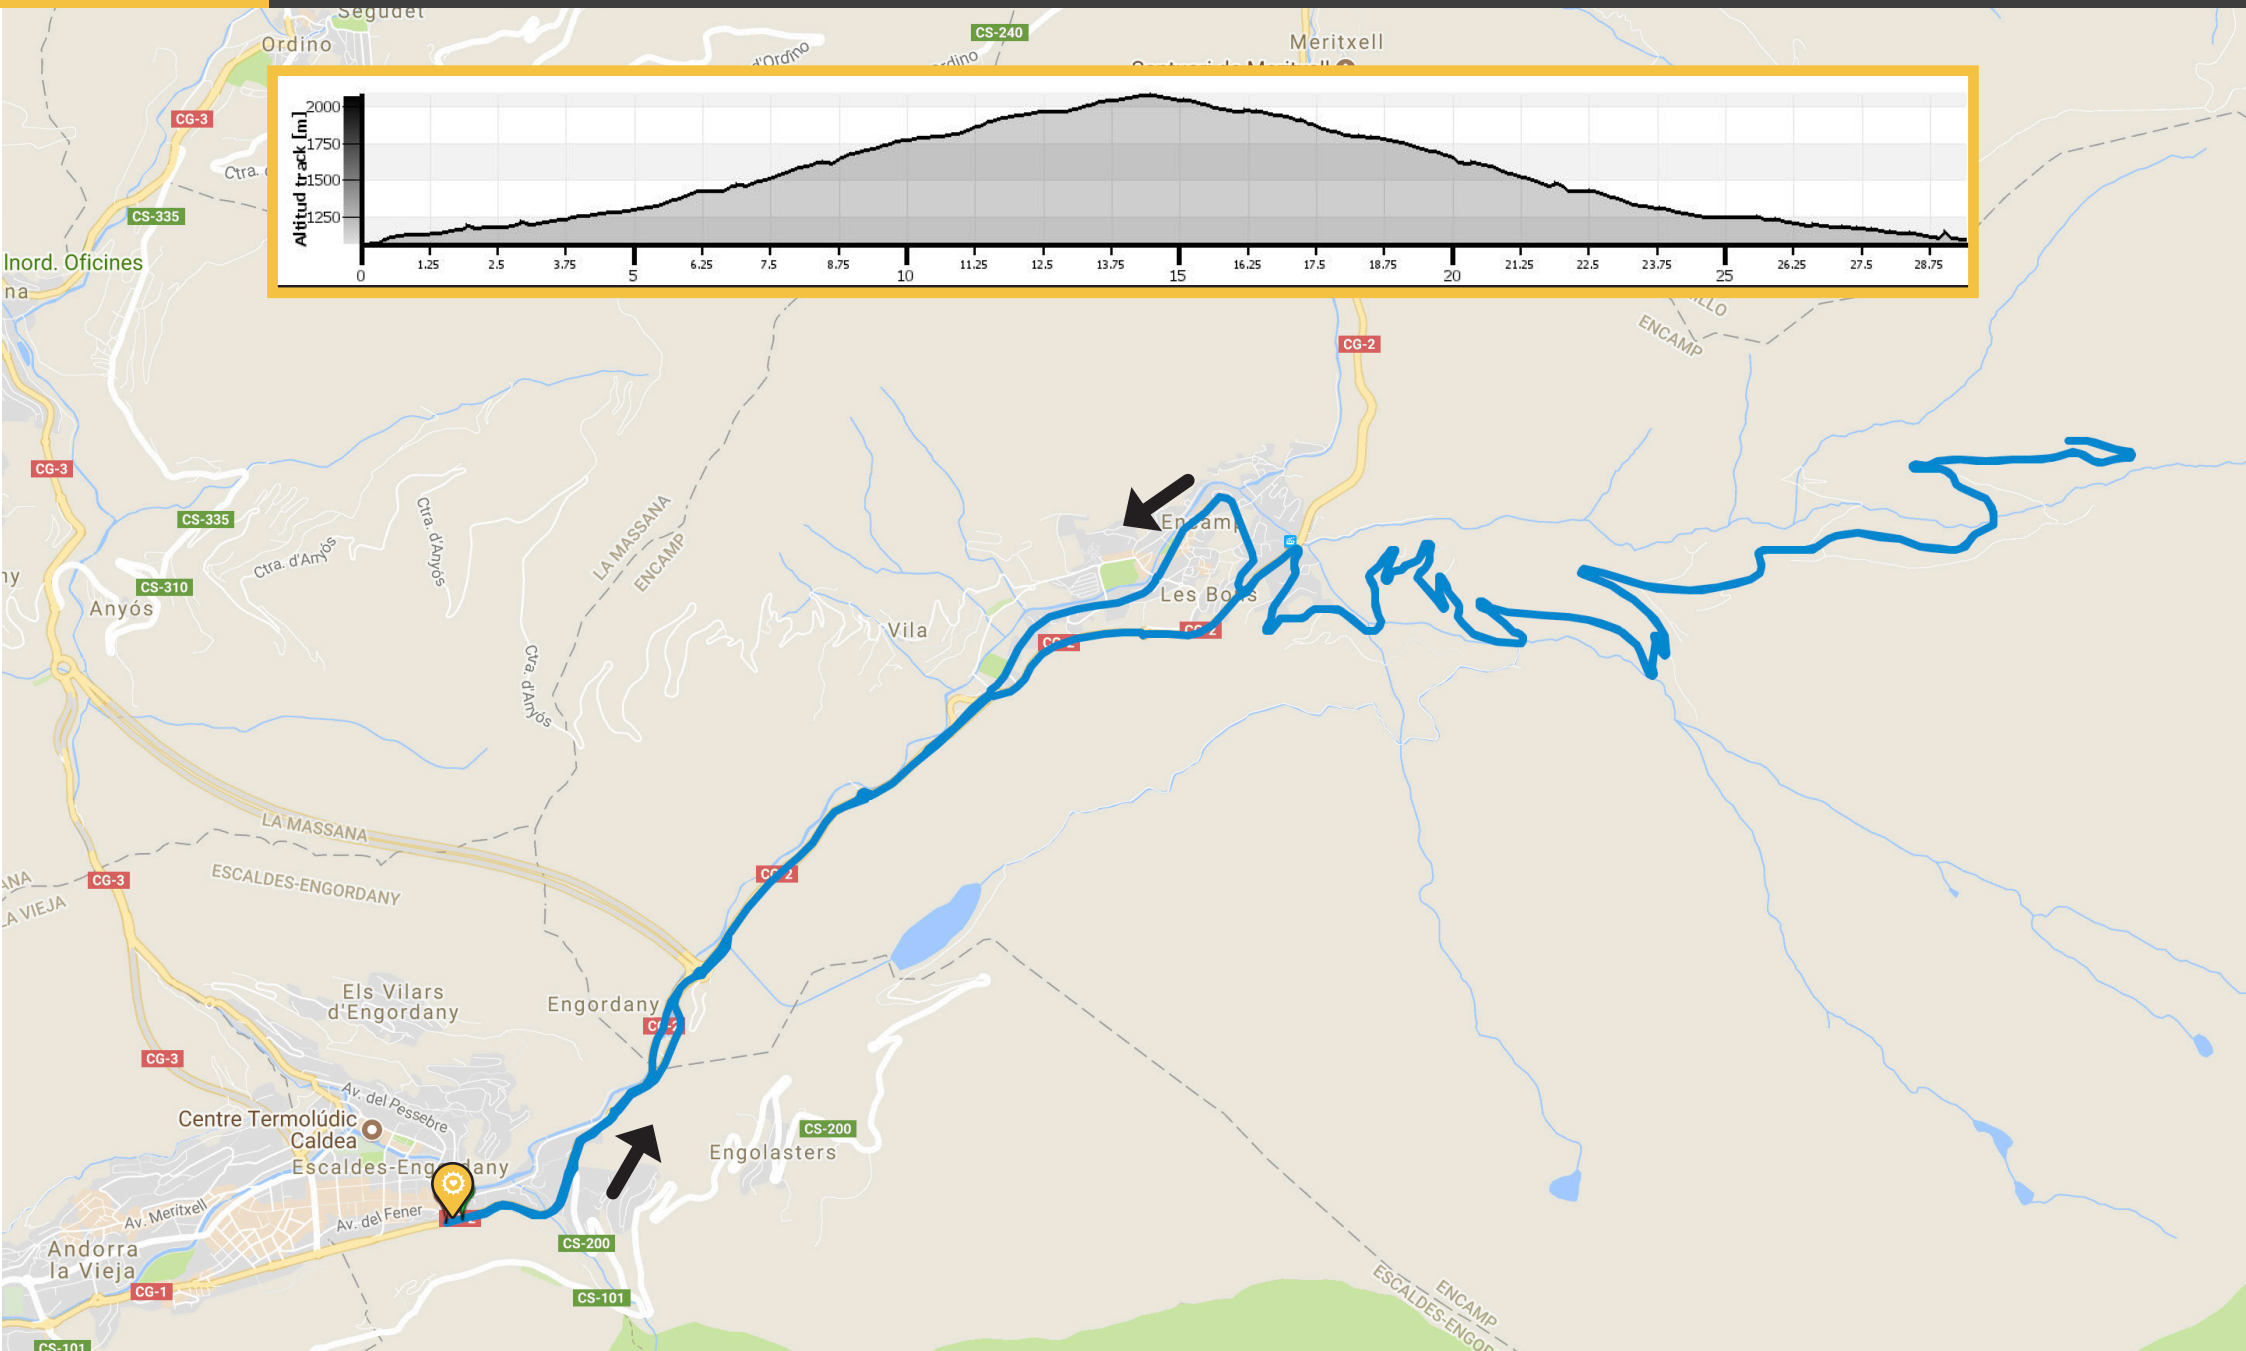 Segudet
Ordino
d'Ordino
CS-240
Meritxell
CG-3
2000
1750
1500
1250
Altitud track [m]
0
1.25
2.5
3.75
5
6.25
7.5
8.75
10
11.25
12.5
13.75
15
16.25
17.5
18.75
20
21.25
22.5
23.75
25
26.25
27.5
28.75
Ctra.
CS-335
Inord. Oficines
na
ENCAMP
CG-2
CG-3
CS-335
Ctra. d'Anyós
Ctra. d'Anyós
LA MASSANA
ENCAMP
Encamp
CS-310
Anyós
Les Bons
Vila
CG-2
CG-2
Ctra. d'Anyós
LA MASSANA
ESCALDES-ENGORDANY
CG-3
CG-2
ANA
LA VIEJA
Els Vilars
d'Engordany
Engordany
CG-2
CG-3
Av. del Pessebre
Centre Termolúdic
Caldea
CS-200
Engolasters
Escaldes-Engordany
Av. Meritxell
Av. del Fener
CS-200
Andorra
la Vieja
CG-1
CS-101
ENCAMP
ESCALDES-ENGOR
CS-101